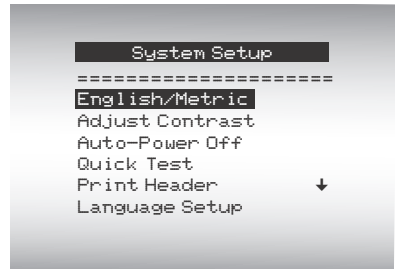 System Setup
=====================
English/Metric
Adjust Contrast
Auto-Power Off
Quick Test
Print Header ↓
Language Setup